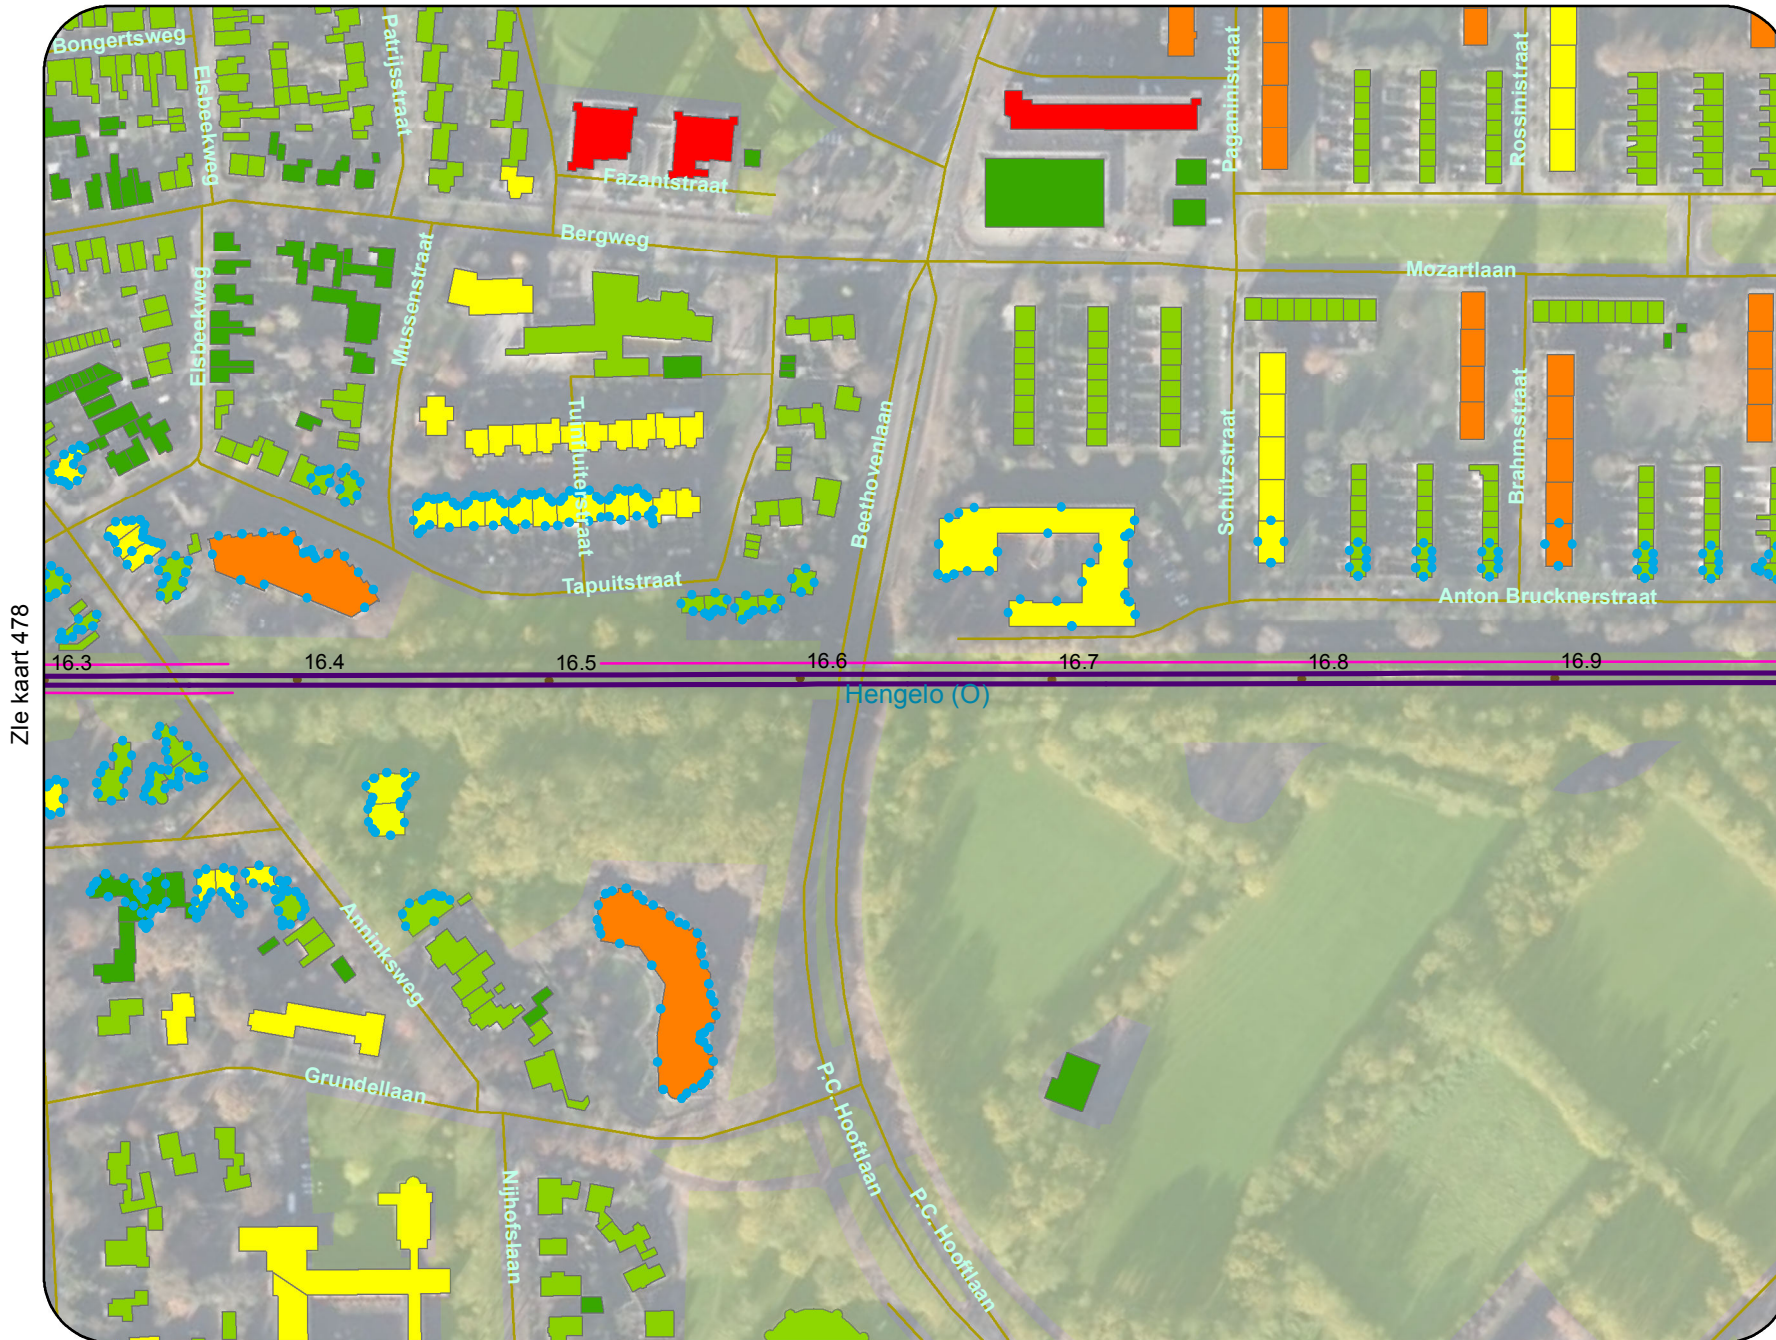 Bongertsweg
Elsbeekweg
Patrijsstraat
Fazantstraat
Paganinistraat
Rossinistraat
Bergweg
Mozartlaan
Elsbeekweg
Mussenstraat
Tuinfluiterstraat
Beethovenlaan
Schützstraat
Brahmsstraat
Tapuitstraat
Anton Brucknerstraat
16.3
16.4
16.5
16.6
16.7
16.8
16.9
Hengelo (O)
ZIe kaart 478
Anninksweg
Grundellaan
P.C. Hooftlaan
P.C. Hooftlaan
Nijhofslaan